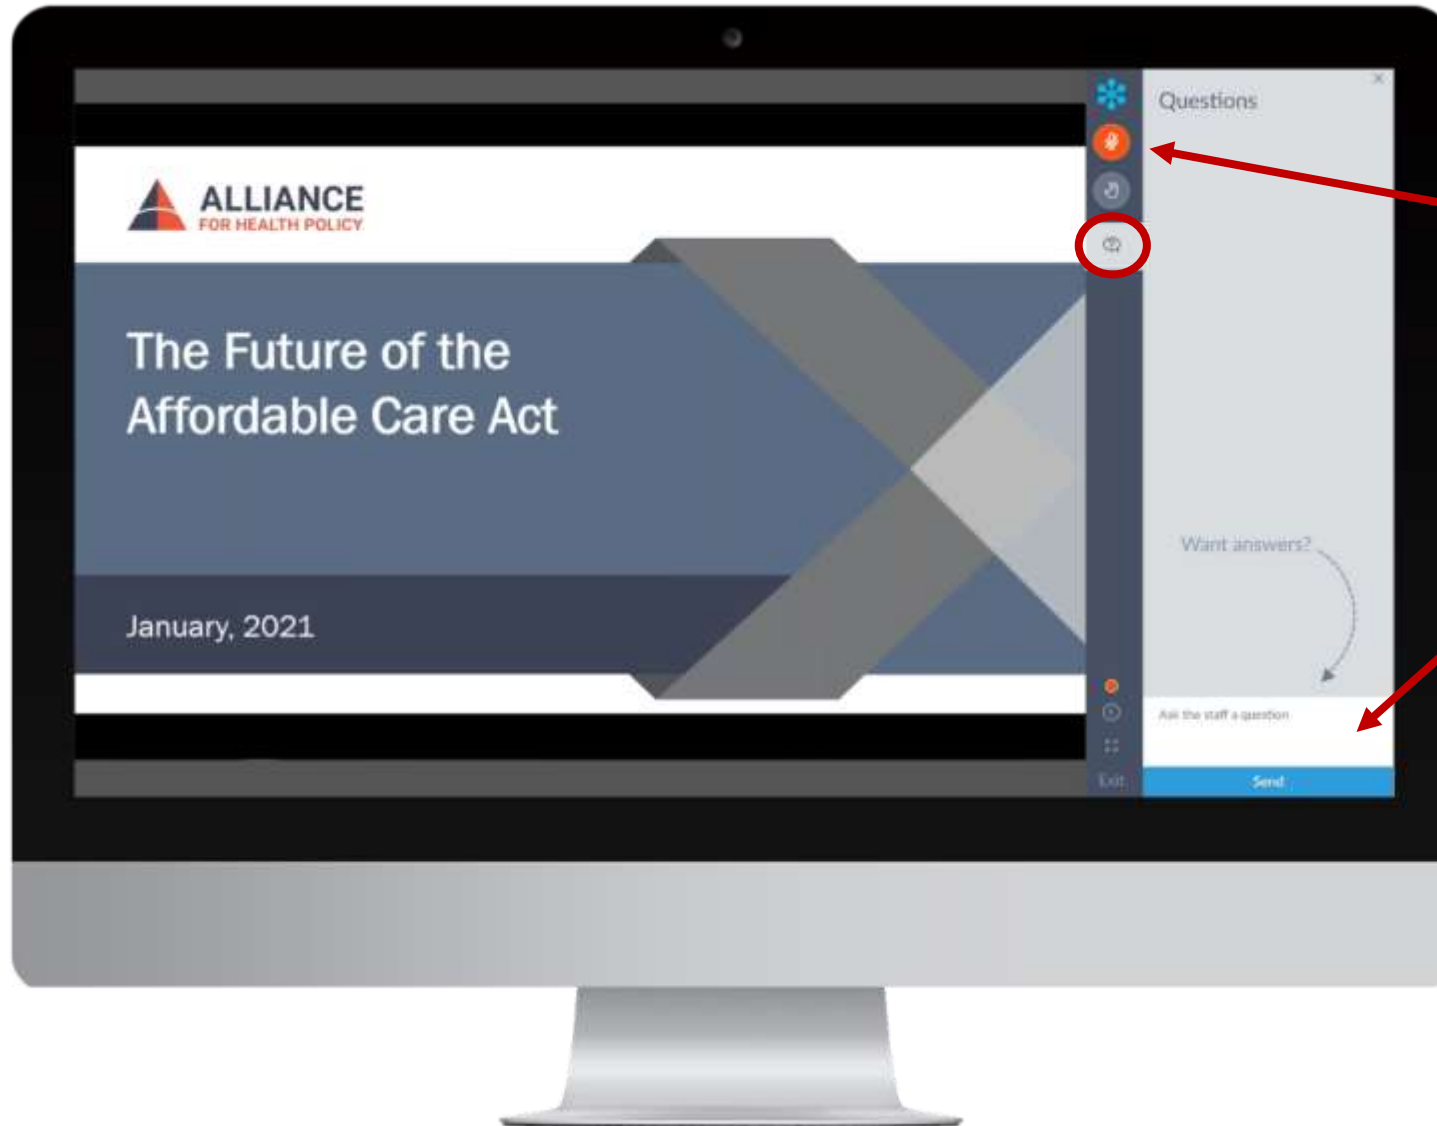 ALLIANCE
FOR HEALTH POLICY
The Future of the
Affordable Care Act
January, 2021
Questions
Want answers?
Ask the staff a question
Send
Exit